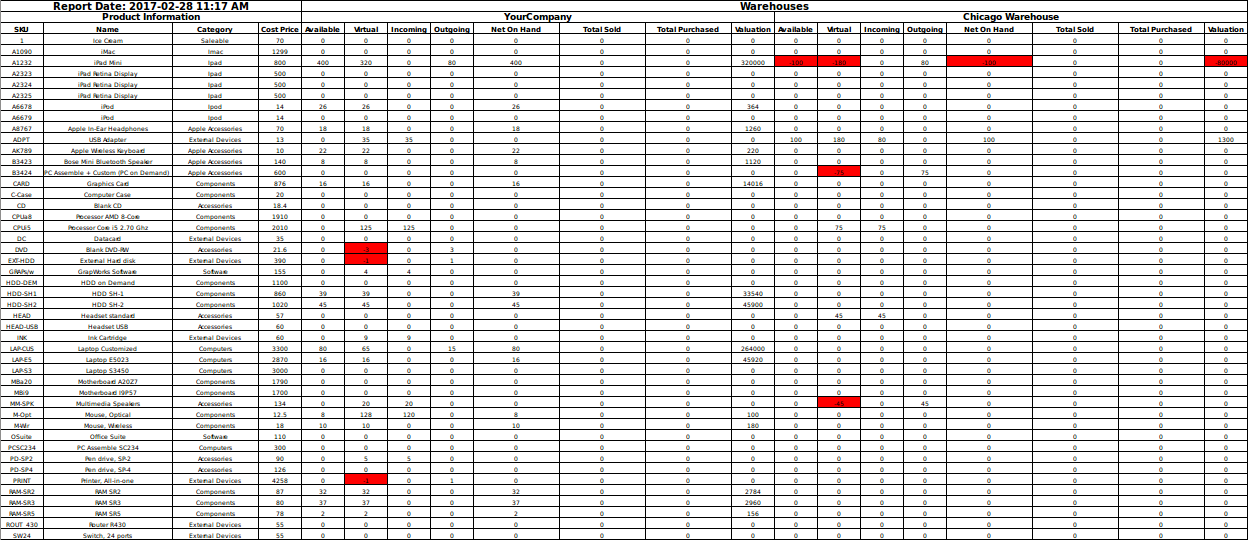 Report Date: 2017-02-28 11:17 AM Warehouses
Product Information YourCompany Chicago Warehouse
SKU Name Category Cost Price Available Virtual Incoming Outgoing Net On Hand Total Sold Total Purchased Valuation Available Virtual Incoming Outgoing Net On Hand Total Sold Total Purchased Valuation
1 Ice Cream Saleable 70 0 0 0 0 0 0 0 0 0 0 0 0 0 0 0 0
A1090 iMac Imac 1299 0 0 0 0 0 0 0 0 0 0 0 0 0 0 0 0
A1232 iPad Mini Ipad 800 400 320 0 80 400 0 0 320000 -100 -180 0 80 -100 0 0 -80000
A2323 iPad Retina Display Ipad 500 0 0 0 0 0 0 0 0 0 0 0 0 0 0 0 0
A2324 iPad Retina Display Ipad 500 0 0 0 0 0 0 0 0 0 0 0 0 0 0 0 0
A2325 iPad Retina Display Ipad 500 0 0 0 0 0 0 0 0 0 0 0 0 0 0 0 0
A6678 iPod Ipod 14 26 26 0 0 26 0 0 364 0 0 0 0 0 0 0 0
A6679 iPod Ipod 14 0 0 0 0 0 0 0 0 0 0 0 0 0 0 0 0
A8767 Apple In-Ear Headphones Apple Accessories 70 18 18 0 0 18 0 0 1260 0 0 0 0 0 0 0 0
ADPT USB Adapter External Devices 13 0 35 35 0 0 0 0 0 100 180 80 0 100 0 0 1300
AK789 Apple Wireless Keyboard Apple Accessories 10 22 22 0 0 22 0 0 220 0 0 0 0 0 0 0 0
B3423 Bose Mini Bluetooth Speaker Apple Accessories 140 8 8 0 0 8 0 0 1120 0 0 0 0 0 0 0 0
B3424 PC Assemble + Custom (PC on Demand) Apple Accessories 600 0 0 0 0 0 0 0 0 0 -75 0 75 0 0 0 0
CARD Graphics Card Components 876 16 16 0 0 16 0 0 14016 0 0 0 0 0 0 0 0
C-Case Computer Case Components 20 0 0 0 0 0 0 0 0 0 0 0 0 0 0 0 0
CD Blank CD Accessories 18.4 0 0 0 0 0 0 0 0 0 0 0 0 0 0 0 0
CPUa8 Processor AMD 8-Core Components 1910 0 0 0 0 0 0 0 0 0 0 0 0 0 0 0 0
CPUi5 Processor Core i5 2.70 Ghz Components 2010 0 125 125 0 0 0 0 0 0 75 75 0 0 0 0 0
DC Datacard External Devices 35 0 0 0 0 0 0 0 0 0 0 0 0 0 0 0 0
DVD Blank DVD-RW Accessories 21.6 0 -3 0 3 0 0 0 0 0 0 0 0 0 0 0 0
EXT-HDD External Hard disk External Devices 390 0 -1 0 1 0 0 0 0 0 0 0 0 0 0 0 0
GRAPs/w GrapWorks Software Software 155 0 4 4 0 0 0 0 0 0 0 0 0 0 0 0 0
HDD-DEM HDD on Demand Components 1100 0 0 0 0 0 0 0 0 0 0 0 0 0 0 0 0
HDD-SH1 HDD SH-1 Components 860 39 39 0 0 39 0 0 33540 0 0 0 0 0 0 0 0
HDD-SH2 HDD SH-2 Components 1020 45 45 0 0 45 0 0 45900 0 0 0 0 0 0 0 0
HEAD Headset standard Accessories 57 0 0 0 0 0 0 0 0 0 45 45 0 0 0 0 0
HEAD-USB Headset USB Accessories 60 0 0 0 0 0 0 0 0 0 0 0 0 0 0 0 0
INK Ink Cartridge External Devices 60 0 9 9 0 0 0 0 0 0 0 0 0 0 0 0 0
LAP-CUS Laptop Customized Computers 3300 80 65 0 15 80 0 0 264000 0 0 0 0 0 0 0 0
LAP-E5 Laptop E5023 Computers 2870 16 16 0 0 16 0 0 45920 0 0 0 0 0 0 0 0
LAP-S3 Laptop S3450 Computers 3000 0 0 0 0 0 0 0 0 0 0 0 0 0 0 0 0
MBa20 Motherboard A20Z7 Components 1790 0 0 0 0 0 0 0 0 0 0 0 0 0 0 0 0
MBi9 Motherboard I9P57 Components 1700 0 0 0 0 0 0 0 0 0 0 0 0 0 0 0 0
MM-SPK Multimedia Speakers Accessories 134 0 20 20 0 0 0 0 0 0 -45 0 45 0 0 0 0
M-Opt Mouse, Optical Components 12.5 8 128 120 0 8 0 0 100 0 0 0 0 0 0 0 0
M-Wir Mouse, Wireless Components 18 10 10 0 0 10 0 0 180 0 0 0 0 0 0 0 0
OSuite Office Suite Software 110 0 0 0 0 0 0 0 0 0 0 0 0 0 0 0 0
PCSC234 PC Assemble SC234 Computers 300 0 0 0 0 0 0 0 0 0 0 0 0 0 0 0 0
PD-SP2 Pen drive, SP-2 Accessories 90 0 5 5 0 0 0 0 0 0 0 0 0 0 0 0 0
PD-SP4 Pen drive, SP-4 Accessories 126 0 0 0 0 0 0 0 0 0 0 0 0 0 0 0 0
PRINT Printer, All-in-one External Devices 4258 0 -1 0 1 0 0 0 0 0 0 0 0 0 0 0 0
RAM-SR2 RAM SR2 Components 87 32 32 0 0 32 0 0 2784 0 0 0 0 0 0 0 0
RAM-SR3 RAM SR3 Components 80 37 37 0 0 37 0 0 2960 0 0 0 0 0 0 0 0
RAM-SR5 RAM SR5 Components 78 2 2 0 0 2 0 0 156 0 0 0 0 0 0 0 0
ROUT_430 Router R430 External Devices 55 0 0 0 0 0 0 0 0 0 0 0 0 0 0 0 0
SW24 Switch, 24 ports External Devices 55 0 0 0 0 0 0 0 0 0 0 0 0 0 0 0 0